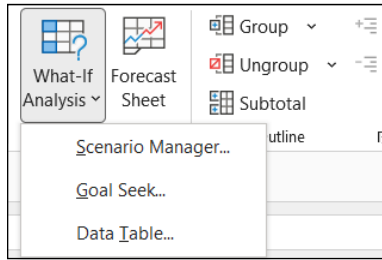 What-If
Analysis
Forecast
Sheet
Group
Ungroup
Subtotal
utline
Scenario Manager...
Goal Seek...
Data Table...